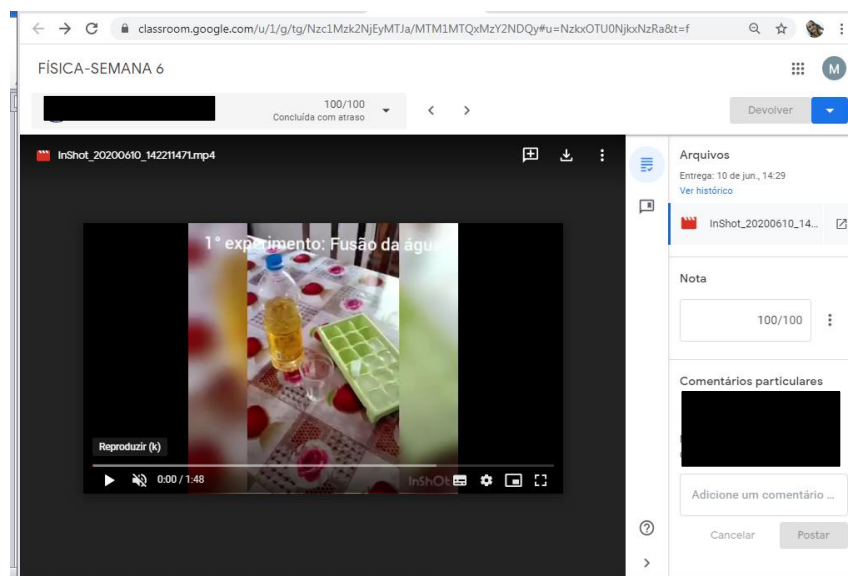 classroom.google.com/u/1/g/tg/Nzc1Mzk2NjEyMTJa/MTM1MTQxMzY2NDQy#u=NzkxOTU0NjkxNzRa&t=f
FÍSICA-SEMANA 6
M
100/100
Concluída com atraso
Devolver
InShot_20200610_142211471.mp4
1° experimento: Fusão da água
Reproduzir (k)
0:00 / 1:48
InShOt
Arquivos
Entrega: 10 de jun., 14:29
Ver histórico
InShot_20200610_14...
Nota
100/100
Comentários particulares
Adicione um comentário ...
Cancelar
Postar